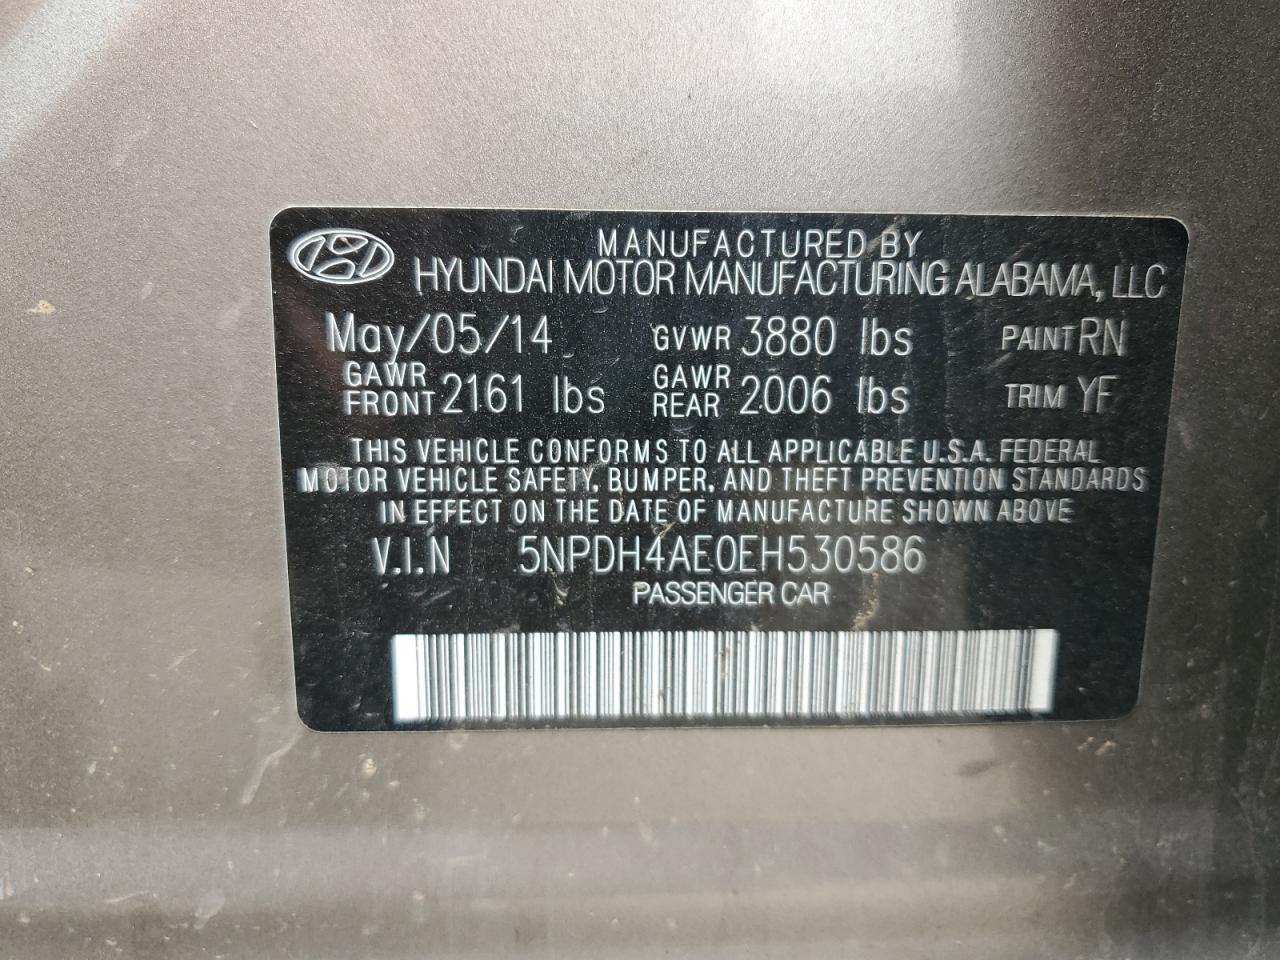 MANUFACTURED BY
HYUNDAI MOTOR MANUFACTURING ALABAMA, LLC
May/05/14 GVWR 3880 lbs PAINT RN
GAWR FRONT 2161 lbs GAWR REAR 2006 lbs TRIM YF
THIS VEHICLE CONFORMS TO ALL APPLICABLE U.S.A. FEDERAL
MOTOR VEHICLE SAFETY, BUMPER, AND THEFT PREVENTION STANDARDS
IN EFFECT ON THE DATE OF MANUFACTURE SHOWN ABOVE
V.I.N 5NPDH4AE0EH530586
PASSENGER CAR